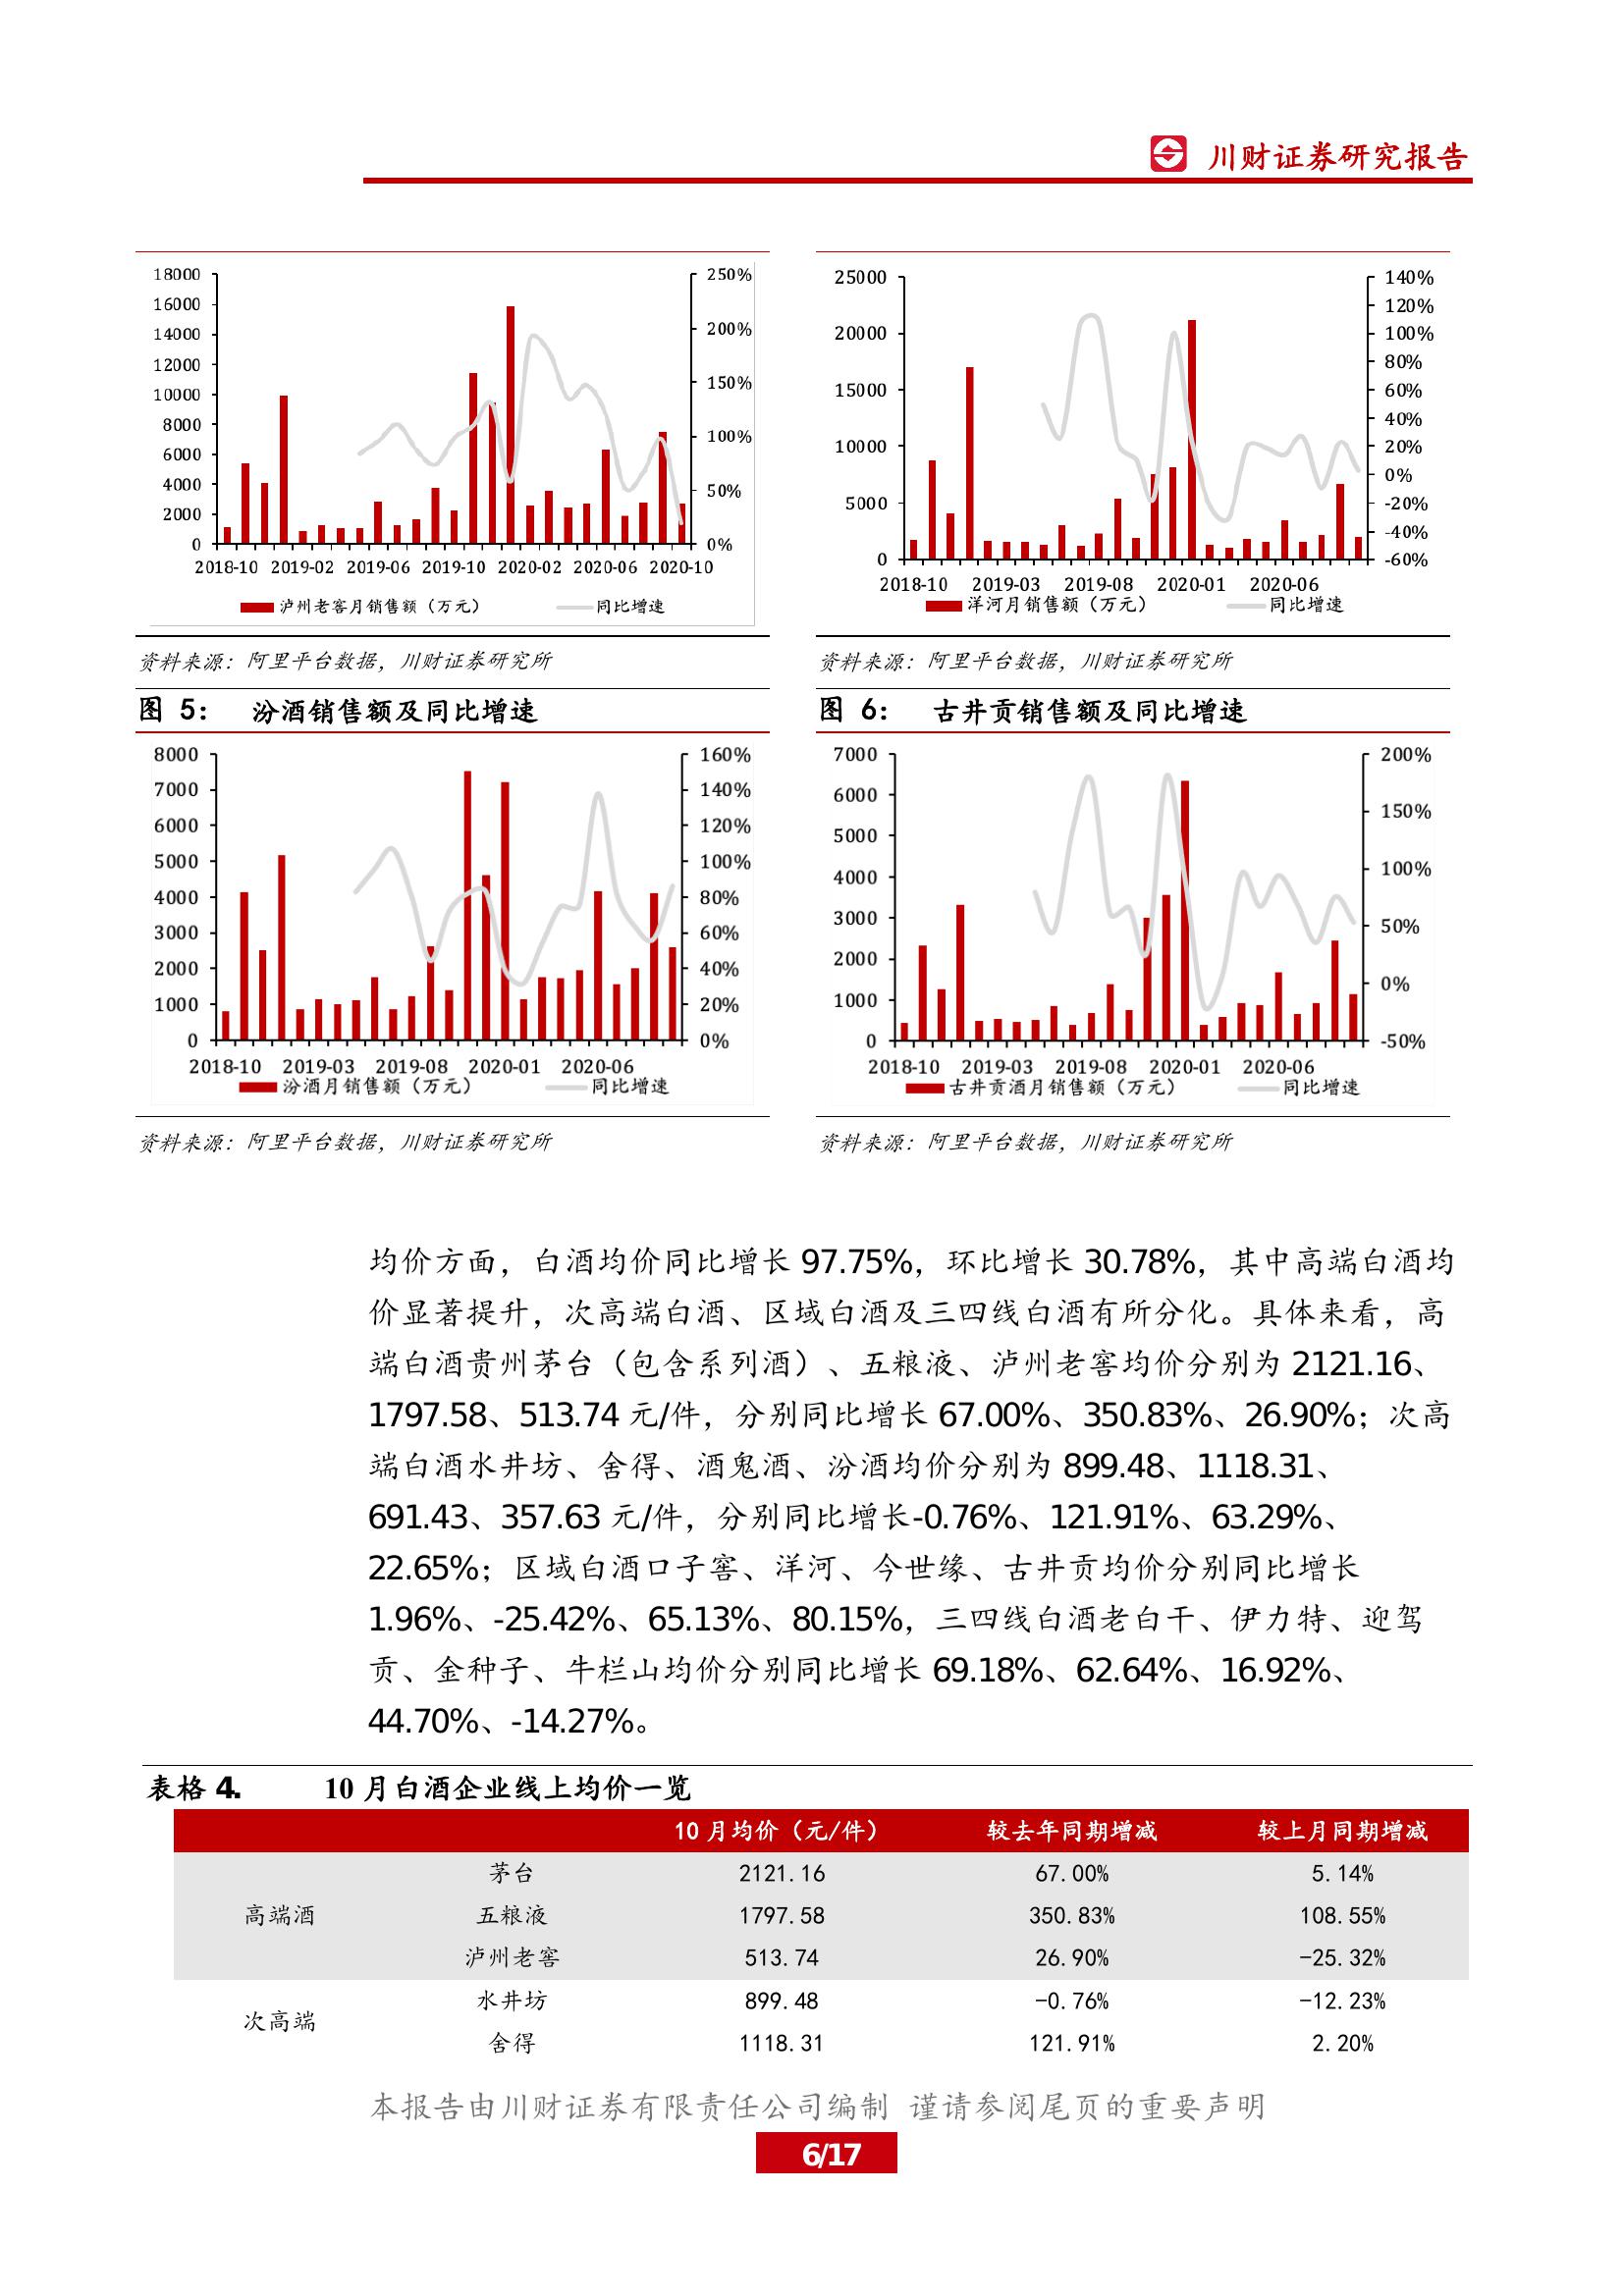 川财证券研究报告
18000
16000
14000
12000
10000
8000
6000
4000
2000
0
250%
200%
150%
100%
50%
0%
2018-10 2019-02 2019-06 2019-10 2020-02 2020-06 2020-10
泸州老窖月销售额（万元） 同比增速
25000
20000
15000
10000
5000
0
140%
120%
100%
80%
60%
40%
20%
0%
-20%
-40%
-60%
2018-10 2019-03 2019-08 2020-01 2020-06
洋河月销售额（万元） 同比增速
资料来源：阿里平台数据，川财证券研究所
资料来源：阿里平台数据，川财证券研究所
图 5： 汾酒销售额及同比增速
图 6： 古井贡销售额及同比增速
8000
7000
6000
5000
4000
3000
2000
1000
0
160%
140%
120%
100%
80%
60%
40%
20%
0%
2018-10 2019-03 2019-08 2020-01 2020-06
汾酒月销售额（万元） 同比增速
7000
6000
5000
4000
3000
2000
1000
0
200%
150%
100%
50%
0%
-50%
2018-10 2019-03 2019-08 2020-01 2020-06
古井贡酒月销售额（万元） 同比增速
资料来源：阿里平台数据，川财证券研究所
资料来源：阿里平台数据，川财证券研究所
均价方面，白酒均价同比增长 97.75%，环比增长 30.78%，其中高端白酒均
价显著提升，次高端白酒、区域白酒及三四线白酒有所分化。具体来看，高
端白酒贵州茅台（包含系列酒）、五粮液、泸州老窖均价分别为 2121.16、
1797.58、513.74 元/件，分别同比增长 67.00%、350.83%、26.90%；次高
端白酒水井坊、舍得、酒鬼酒、汾酒均价分别为 899.48、1118.31、
691.43、357.63 元/件，分别同比增长-0.76%、121.91%、63.29%、
22.65%；区域白酒口子窖、洋河、今世缘、古井贡均价分别同比增长
1.96%、-25.42%、65.13%、80.15%，三四线白酒老白干、伊力特、迎驾
贡、金种子、牛栏山均价分别同比增长 69.18%、62.64%、16.92%、
44.70%、-14.27%。
表格 4. 10 月白酒企业线上均价一览
10 月均价（元/件） 较去年同期增减 较上月同期增减
茅台 2121.16 67.00% 5.14%
高端酒 五粮液 1797.58 350.83% 108.55%
泸州老窖 513.74 26.90% -25.32%
次高端 水井坊 899.48 -0.76% -12.23%
舍得 1118.31 121.91% 2.20%
本报告由川财证券有限责任公司编制 谨请参阅尾页的重要声明
6/17